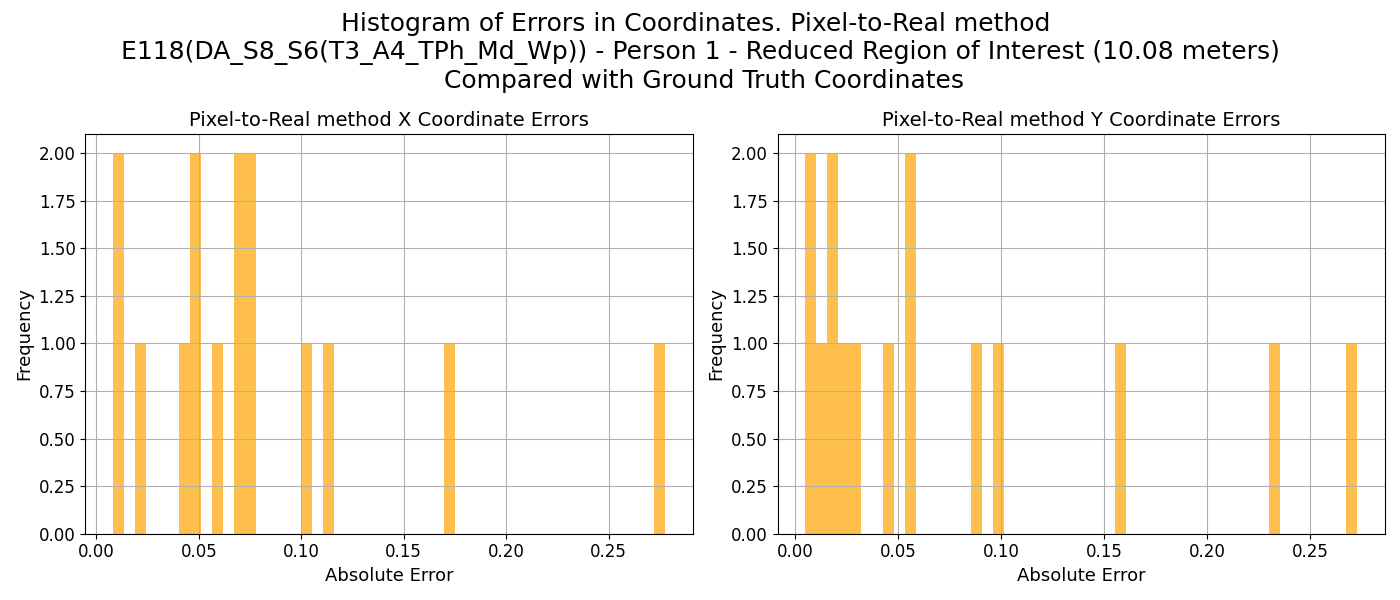 Histogram of Errors in Coordinates. Pixel-to-Real method
E118(DA_S8_S6(T3_A4_TPh_Md_Wp)) - Person 1 - Reduced Region of Interest (10.08 meters)
Compared with Ground Truth Coordinates
Pixel-to-Real method X Coordinate Errors
Frequency
2.00
1.75
1.50
1.25
1.00
0.75
0.50
0.25
0.00
0.00 0.05 0.10 0.15 0.20 0.25
Absolute Error
Pixel-to-Real method Y Coordinate Errors
Frequency
2.00
1.75
1.50
1.25
1.00
0.75
0.50
0.25
0.00
0.00 0.05 0.10 0.15 0.20 0.25
Absolute Error